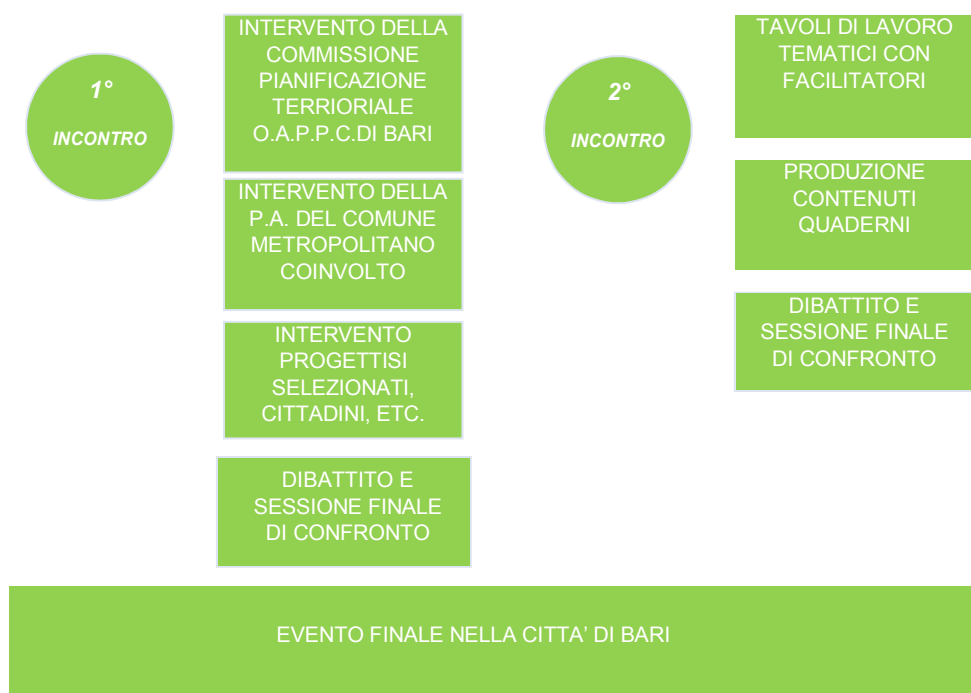 1°
INCONTRO
INTERVENTO DELLA
COMMISSIONE
PIANIFICAZIONE
TERRIORIALE
O.A.P.P.C.DI BARI
INTERVENTO DELLA
P.A. DEL COMUNE
METROPOLITANO
COINVOLTO
INTERVENTO
PROGETTISI
SELEZIONATI,
CITTADINI, ETC.
DIBATTITO E
SESSIONE FINALE
DI CONFRONTO
2°
INCONTRO
TAVOLI DI LAVORO
TEMATICI CON
FACILITATORI
PRODUZIONE
CONTENUTI
QUADERNI
DIBATTITO E
SESSIONE FINALE
DI CONFRONTO
EVENTO FINALE NELLA CITTA’ DI BARI